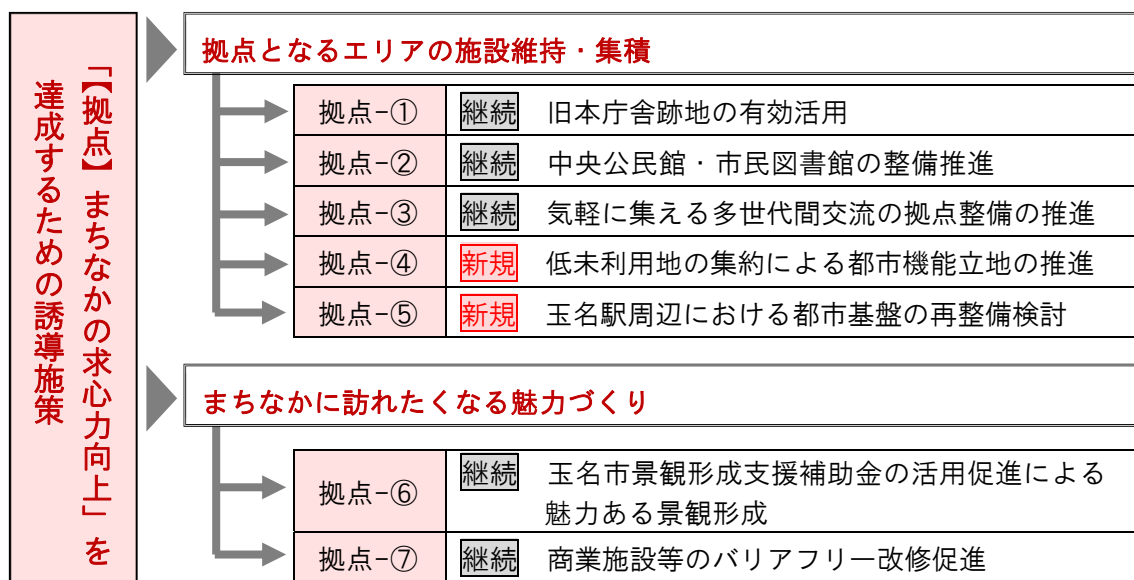 「【拠点】まちなかの求心力向上」を
達成するための誘導施策
拠点となるエリアの施設維持・集積
拠点-① 継続 旧本庁舎跡地の有効活用
拠点-② 継続 中央公民館・市民図書館の整備推進
拠点-③ 継続 気軽に集える多世代間交流の拠点整備の推進
拠点-④ 新規 低未利用地の集約による都市機能立地の推進
拠点-⑤ 新規 玉名駅周辺における都市基盤の再整備検討
まちなかに訪れたくなる魅力づくり
拠点-⑥ 継続 玉名市景観形成支援補助金の活用促進による
魅力ある景観形成
拠点-⑦ 継続 商業施設等のバリアフリー改修促進